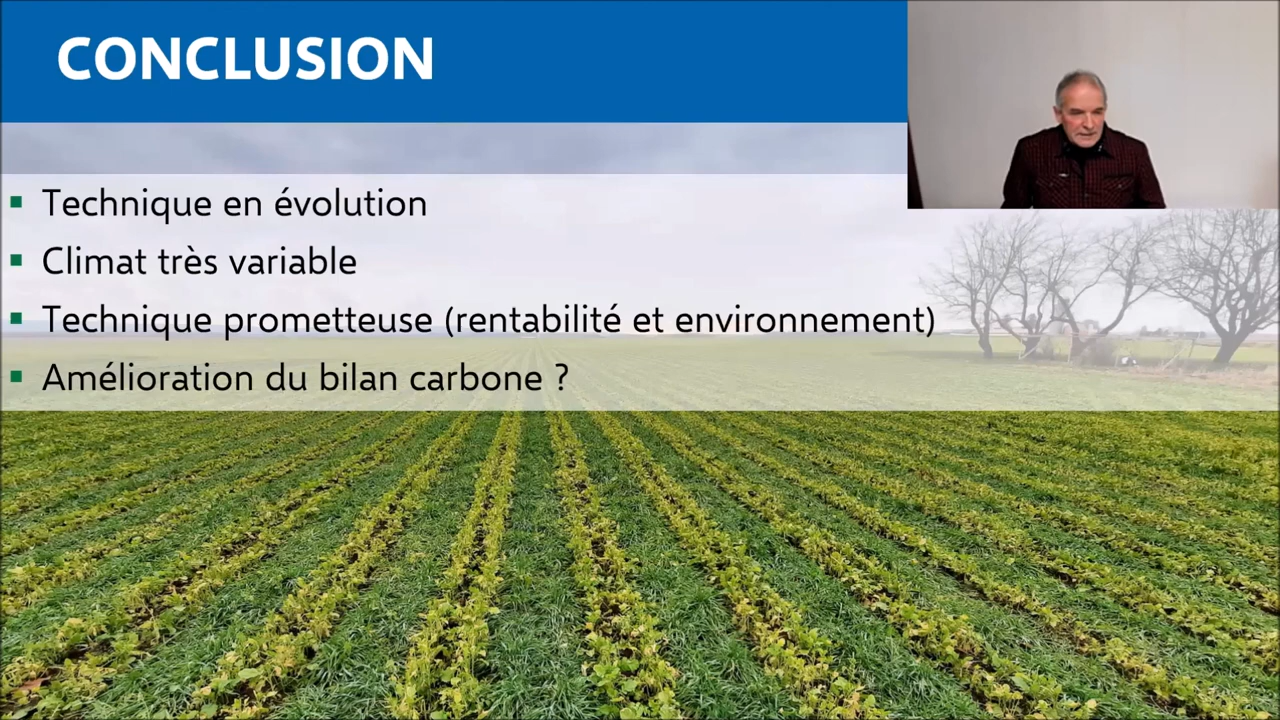 CONCLUSION
Technique en évolution
Climat très variable
Technique prometteuse (rentabilité et environnement)
Amélioration du bilan carbone ?